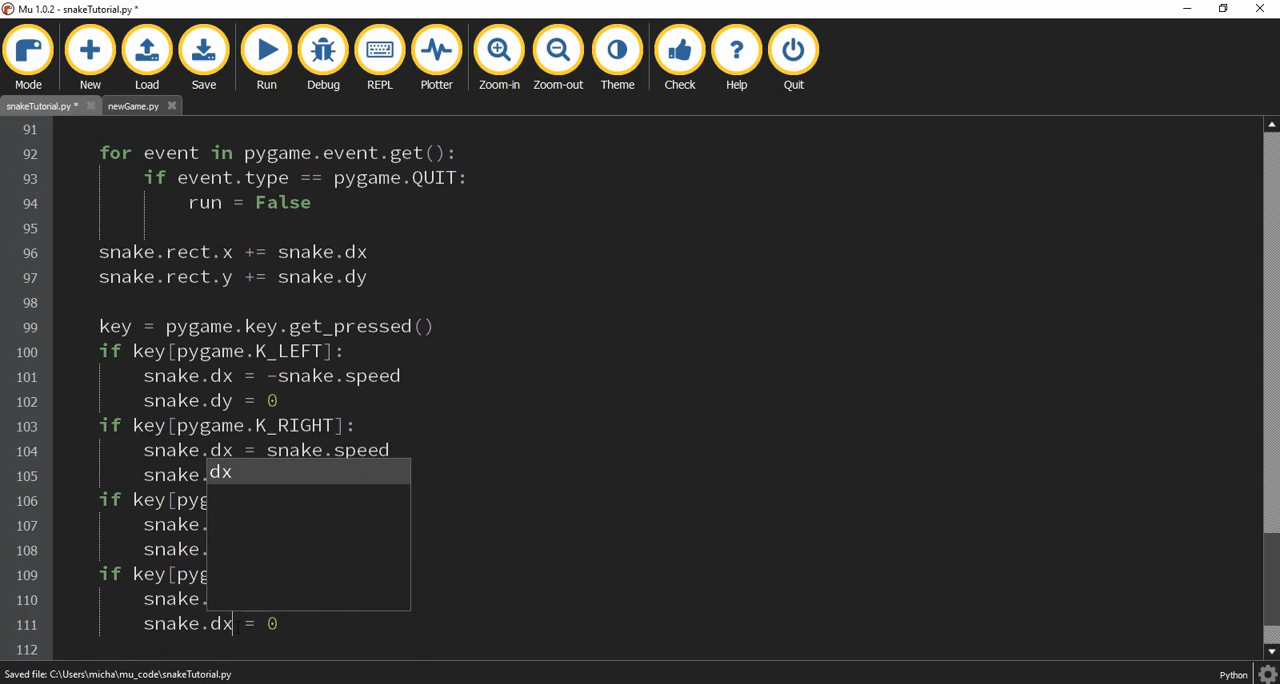 Mu 1.0.2 - snakeTutorial.py *
Mode New Load Save Run Debug REPL Plotter Zoom-in Zoom-out Theme Check Help Quit
snakeTutorial.py * newGame.py
91
92 for event in pygame.event.get():
93 if event.type == pygame.QUIT:
94 run = False
95
96 snake.rect.x += snake.dx
97 snake.rect.y += snake.dy
98
99 key = pygame.key.get_pressed()
100 if key[pygame.K_LEFT]:
101 snake.dx = -snake.speed
102 snake.dy = 0
103 if key[pygame.K_RIGHT]:
104 snake.dx = snake.speed
105 snake.
dx
106 if key[pyg
107 snake.
108 snake.
109 if key[pyg
110 snake.
111 snake.dx = 0
112
Saved file: C:\Users\micha\mu_code\snakeTutorial.py
Python